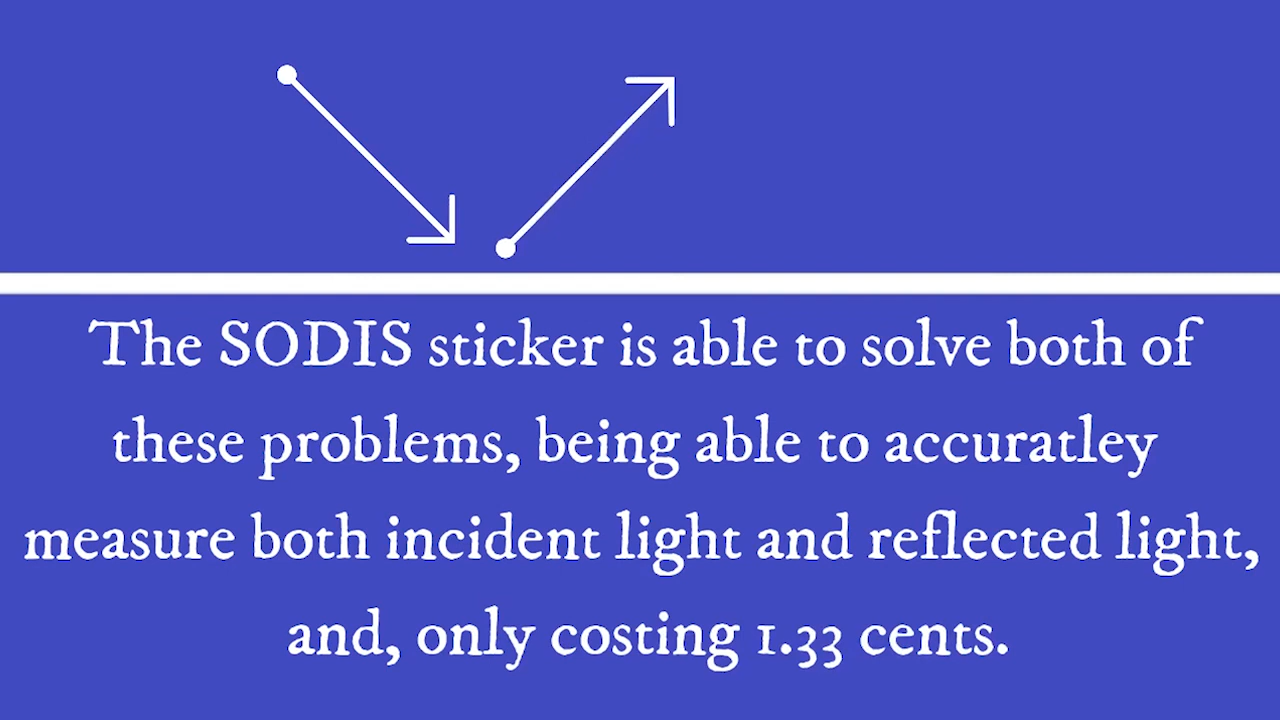 The SODIS sticker is able to solve both of
these problems, being able to accuratley
measure both incident light and reflected light,
and, only costing 1.33 cents.